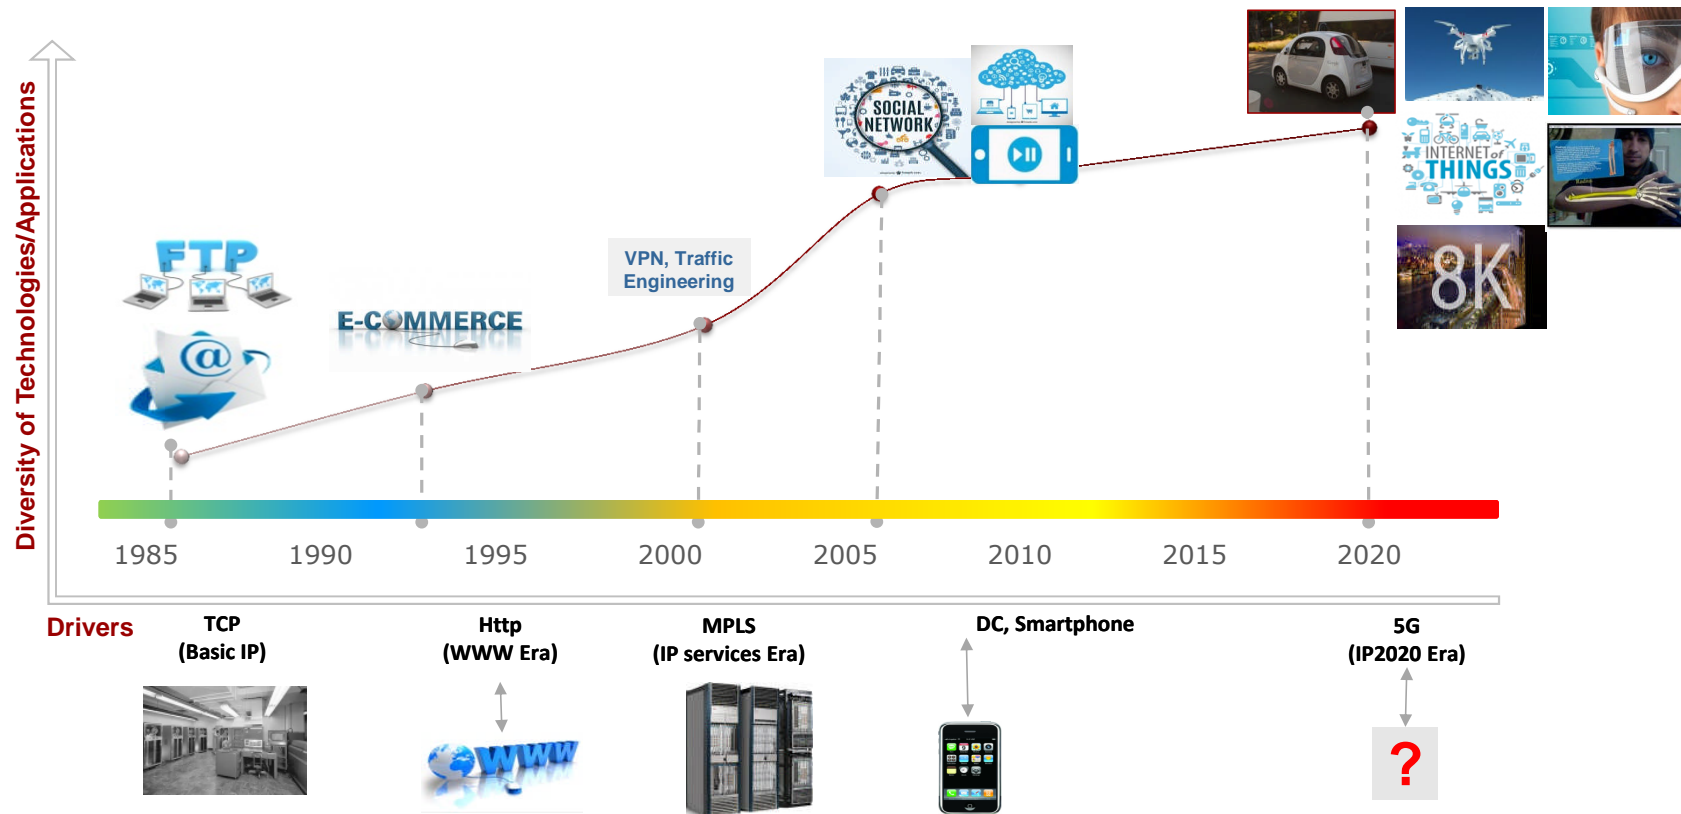 Diversity of Technologies/Applications
FTP
@
E-COMMERCE
VPN, Traffic
Engineering
SOCIAL
NETWORK
INTERNET of
THINGS
8K
1985
1990
1995
2000
2005
2010
2015
2020
Drivers
TCP
(Basic IP)
Http
(WWW Era)
MPLS
(IP services Era)
DC, Smartphone
5G
(IP2020 Era)
WWW
?